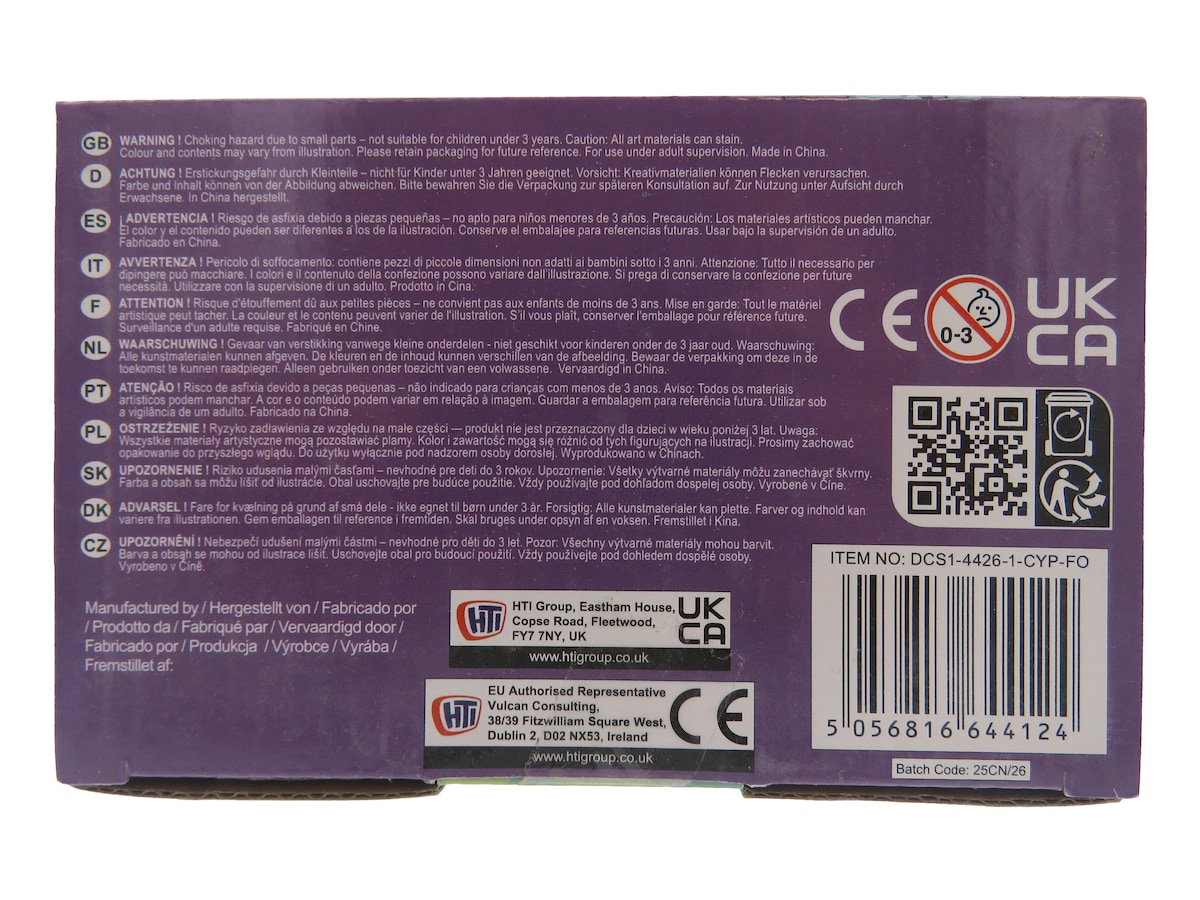 GB WARNING ! Choking hazard due to small parts – not suitable for children under 3 years. Caution: All art materials can stain.
Colour and contents may vary from illustration. Please retain packaging for future reference. For use under adult supervision. Made in China.
D ACHTUNG ! Erstickungsgefahr durch Kleinteile – nicht für Kinder unter 3 Jahren geeignet. Vorsicht: Kreativmaterialien können Flecken verursachen.
Farbe und Inhalt können von der Abbildung abweichen. Bitte bewahren Sie die Verpackung zur späteren Konsultation auf. Zur Nutzung unter Aufsicht durch
Erwachsene. In China hergestellt.
ES ¡ ADVERTENCIA ! Riesgo de asfixia debido a piezas pequeñas – no apto para niños menores de 3 años. Precaución: Los materiales artísticos pueden manchar.
El color y el contenido pueden ser diferentes a los de la ilustración. Conserve el embalajee para referencias futuras. Usar bajo la supervisión de un adulto.
Fabricado en China.
IT AVVERTENZA ! Pericolo di soffocamento: contiene pezzi di piccole dimensioni non adatti ai bambini sotto i 3 anni. Attenzione: Tutto il necessario per
dipingere può macchiare. I colori e il contenuto della confezione possono variare dall'illustrazione. Si prega di conservare la confezione per future
necessità. Utilizzare con la supervisione di un adulto. Prodotto in Cina.
F ATTENTION ! Risque d'étouffement dû aux petites pièces – ne convient pas aux enfants de moins de 3 ans. Mise en garde: Tout le matériel
artistique peut tacher. La couleur et le contenu peuvent varier de l'illustration. S'il vous plaît, conserver l'emballage pour référence future.
Surveillance d'un adulte requise. Fabriqué en Chine.
NL WAARSCHUWING ! Gevaar van verstikking vanwege kleine onderdelen - niet geschikt voor kinderen onder de 3 jaar oud. Waarschuwing:
Alle kunstmaterialen kunnen afgeven. De kleuren en de inhoud kunnen verschillen van de afbeelding. Bewaar de verpakking om deze in de
toekomst te kunnen raadplegen. Alleen gebruiken onder toezicht van een volwassene. Vervaardigd in China.
PT ATENÇÃO ! Risco de asfixia devido a peças pequenas – não indicado para crianças com menos de 3 anos. Aviso: Todos os materiais
artísticos podem manchar. A cor e o conteúdo podem variar em relação à imagem. Guardar a embalagem para referência futura. Utilizar sob
a vigilância de um adulto. Fabricado na China.
PL OSTRZEŻENIE ! Ryzyko zadławienia ze względu na małe części — produkt nie jest przeznaczony dla dzieci w wieku poniżej 3 lat. Uwaga:
Wszystkie materiały artystyczne mogą pozostawiać plamy. Kolor i zawartość mogą się różnić od tych figurujących na ilustracji. Prosimy zachować
opakowanie do przyszłego wglądu. Do użytku wyłącznie pod nadzorem osoby dorosłej. Wyprodukowano w Chinach.
SK UPOZORNENIE ! Riziko udusenia malými časťami – nevhodné pre deti do 3 rokov. Upozornenie: Všetky výtvarné materiály môžu zanechávať škvrny.
Farba a obsah sa môžu líšiť od ilustrácie. Obal uschovajte pre budúce použitie. Vždy používajte pod dohľadom dospelej osoby. Vyrobené v Číne.
DK ADVARSEL ! Fare for kvælning på grund af små dele - ikke egnet til børn under 3 år. Forsigtig: Alle kunstmaterialer kan plette. Farver og indhold kan
variere fra illustrationen. Gem emballagen til reference i fremtiden. Skal bruges under opsyn af en voksen. Fremstillet i Kina.
CZ UPOZORNĚNÍ ! Nebezpečí udušení malými částmi – nevhodné pro děti do 3 let. Pozor: Všechny výtvarné materiály mohou barvit.
Barva a obsah se mohou od ilustrace lišit. Uschovejte obal pro budoucí použití. Vždy používejte pod dohledem dospělé osoby.
Vyrobeno v Číně.
CE
0-3
UK
CA
Manufactured by / Hergestellt von / Fabricado por
/ Prodotto da / Fabriqué par / Vervaardigd door /
Fabricado por / Produkcja / Výrobce / Vyrába /
Fremstillet af:
HTI
HTI Group, Eastham House,
Copse Road, Fleetwood,
FY7 7NY, UK
UK
CA
www.htigroup.co.uk
HTI
EU Authorised Representative
Vulcan Consulting,
38/39 Fitzwilliam Square West,
Dublin 2, D02 NX53, Ireland
CE
www.htigroup.co.uk
ITEM NO: DCS1-4426-1-CYP-FO
5 056816 644124
Batch Code: 25CN/26